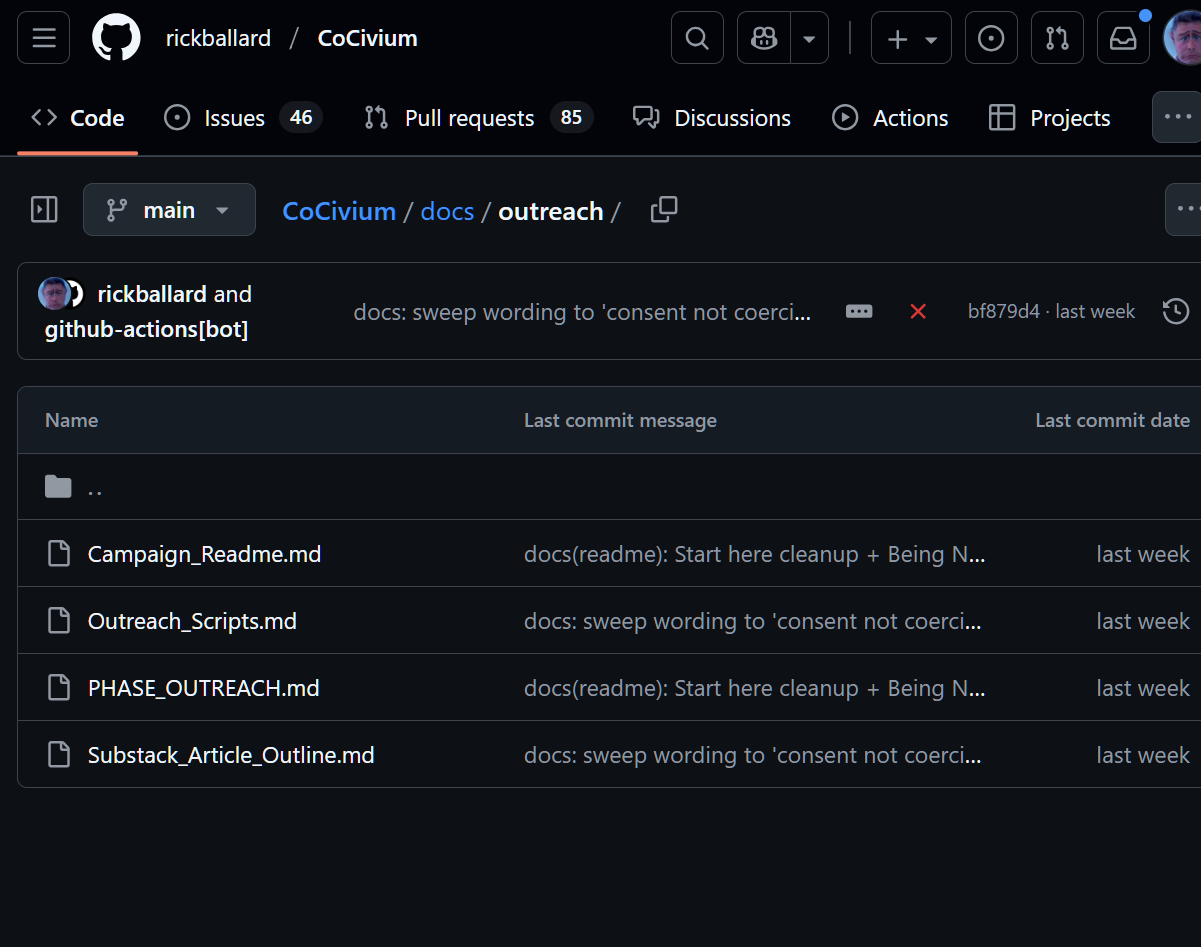 rickballard / CoCivium
Code Issues 46 Pull requests 85 Discussions Actions Projects
main CoCivium / docs / outreach /
rickballard and
github-actions[bot]
docs: sweep wording to 'consent not coerci... bf879d4 · last week
Name Last commit message Last commit date
..
Campaign_Readme.md docs(readme): Start here cleanup + Being N... last week
Outreach_Scripts.md docs: sweep wording to 'consent not coerci... last week
PHASE_OUTREACH.md docs(readme): Start here cleanup + Being N... last week
Substack_Article_Outline.md docs: sweep wording to 'consent not coerci... last week